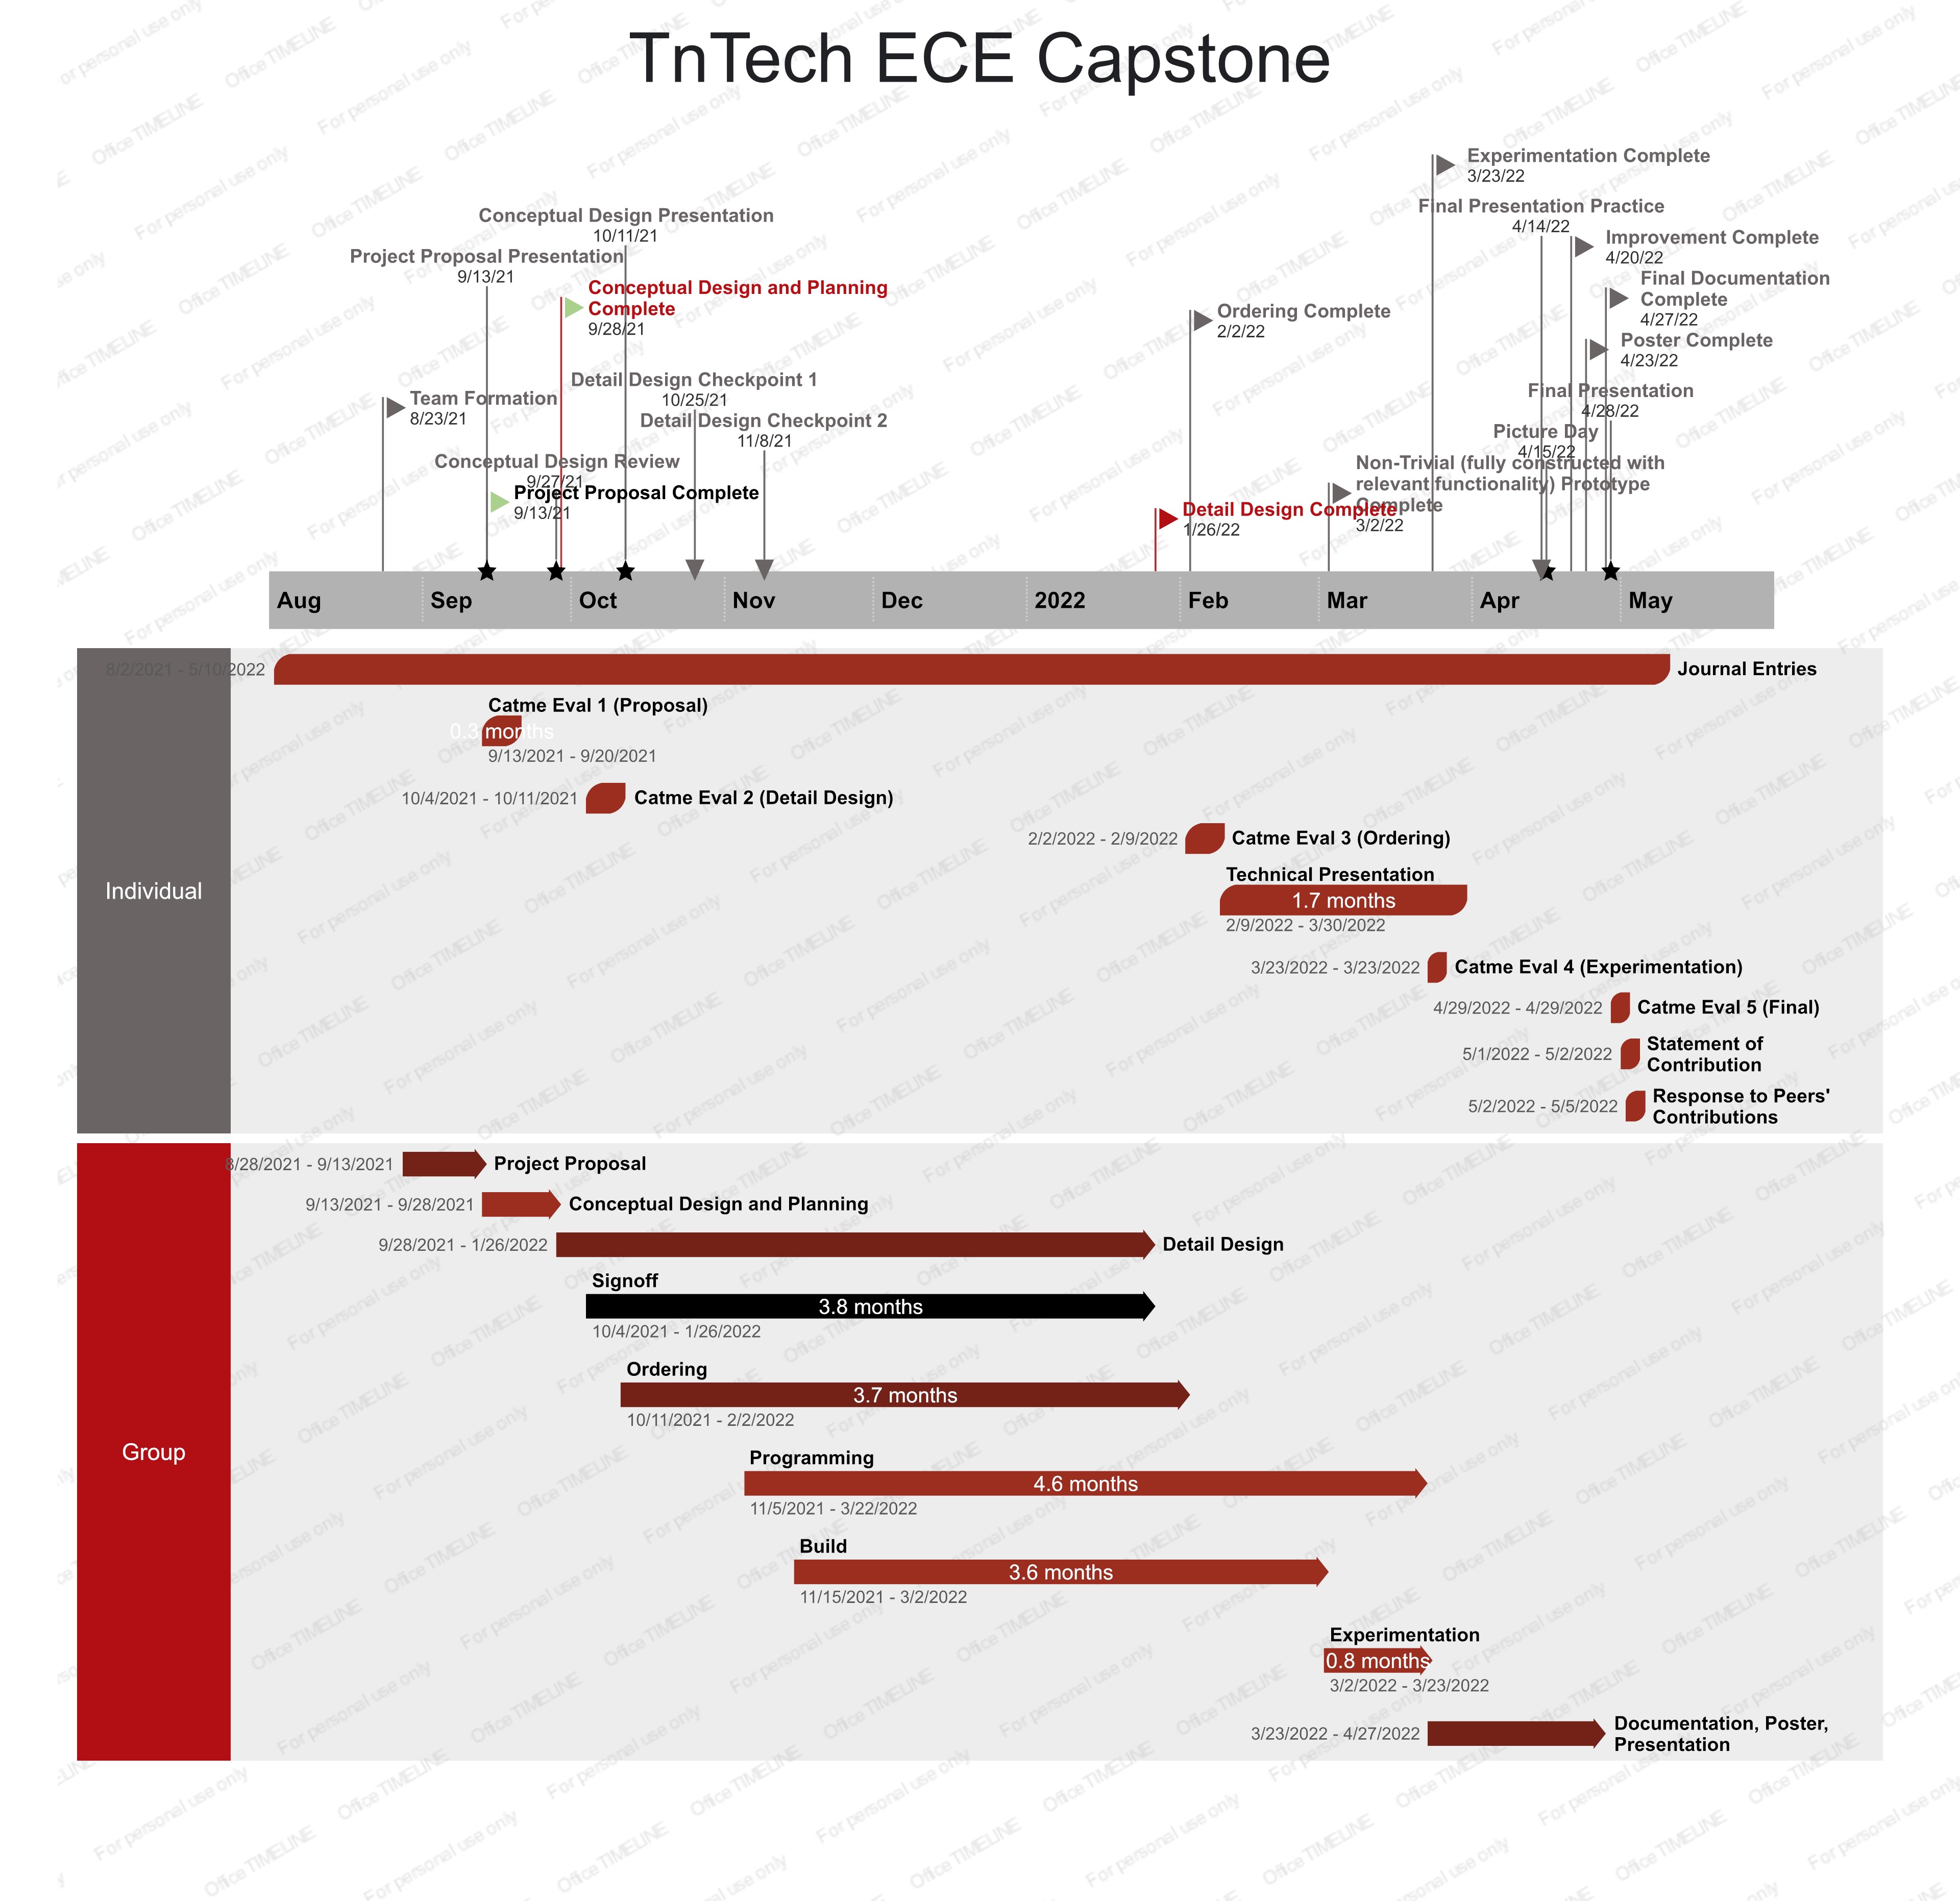 TnTech ECE Capstone
Experimentation Complete
3/23/22
Final Presentation Practice
4/14/22
Conceptual Design Presentation
10/11/21
Improvement Complete
4/20/22
Project Proposal Presentation
9/13/21
Final Documentation
Complete
4/27/22
Conceptual Design and Planning
Complete
9/28/21
Ordering Complete
2/2/22
Poster Complete
4/23/22
Detail Design Checkpoint 1
10/25/21
Final Presentation
4/28/22
Team Formation
8/23/21
Detail Design Checkpoint 2
11/8/21
Picture Day
4/15/22
Conceptual Design Review
9/27/21
Non-Trivial (fully constructed with
relevant functionality) Prototype
Complete
3/2/22
Project Proposal Complete
9/13/21
Detail Design Complete
1/26/22
Aug Sep Oct Nov Dec 2022 Feb Mar Apr May
Individual
8/2/2021 - 5/10/2022 Journal Entries
Catme Eval 1 (Proposal)
0.3 months
9/13/2021 - 9/20/2021
10/4/2021 - 10/11/2021 Catme Eval 2 (Detail Design)
2/2/2022 - 2/9/2022 Catme Eval 3 (Ordering)
Technical Presentation
1.7 months
2/9/2022 - 3/30/2022
3/23/2022 - 3/23/2022 Catme Eval 4 (Experimentation)
4/29/2022 - 4/29/2022 Catme Eval 5 (Final)
5/1/2022 - 5/2/2022 Statement of
Contribution
5/2/2022 - 5/5/2022 Response to Peers'
Contributions
Group
8/28/2021 - 9/13/2021 Project Proposal
9/13/2021 - 9/28/2021 Conceptual Design and Planning
9/28/2021 - 1/26/2022 Detail Design
Signoff
3.8 months
10/4/2021 - 1/26/2022
Ordering
3.7 months
10/11/2021 - 2/2/2022
Programming
4.6 months
11/5/2021 - 3/22/2022
Build
3.6 months
11/15/2021 - 3/2/2022
Experimentation
0.8 months
3/2/2022 - 3/23/2022
3/23/2022 - 4/27/2022 Documentation, Poster,
Presentation
Office TIMELINE For personal use only